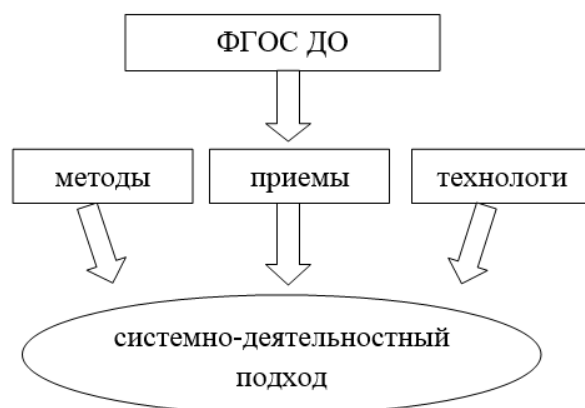 ФГОС ДО
методы
приемы
технологи
системно-деятельностный
подход